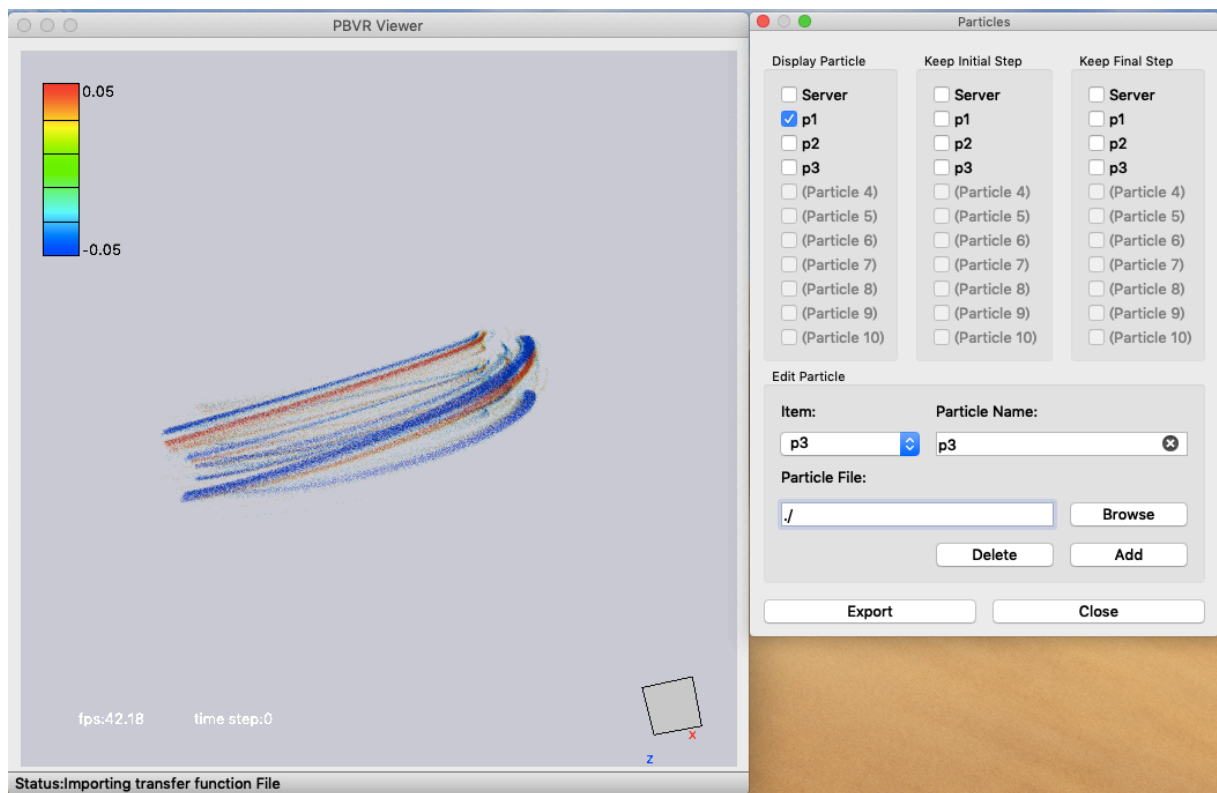 PBVR Viewer
0.05
-0.05
fps:42.18 time step:0
x
z
Status:Importing transfer function File
Particles
Display Particle Keep Initial Step Keep Final Step
Server Server Server
p1 p1 p1
p2 p2 p2
p3 p3 p3
(Particle 4) (Particle 4) (Particle 4)
(Particle 5) (Particle 5) (Particle 5)
(Particle 6) (Particle 6) (Particle 6)
(Particle 7) (Particle 7) (Particle 7)
(Particle 8) (Particle 8) (Particle 8)
(Particle 9) (Particle 9) (Particle 9)
(Particle 10) (Particle 10) (Particle 10)
Edit Particle
Item: Particle Name:
p3 p3
Particle File:
./ Browse
Delete Add
Export Close